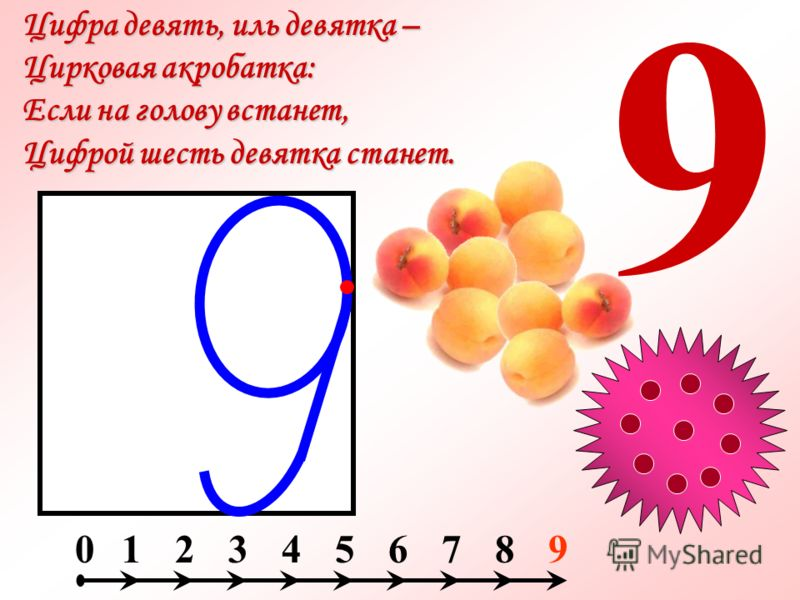 Цифра девять, иль девятка –
Цирковая акробатка:
Если на голову встанет,
Цифрой шесть девятка станет.
9
9
0 1 2 3 4 5 6 7 8 9
MyShared